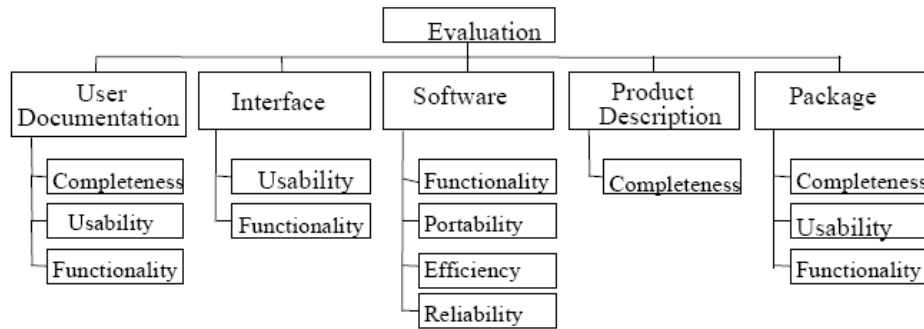 Evaluation
User
Documentation
Interface
Software
Product
Description
Package
Completeness
Usability
Functionality
Usability
Functionality
Functionality
Portability
Efficiency
Reliability
Completeness
Completeness
Usability
Functionality